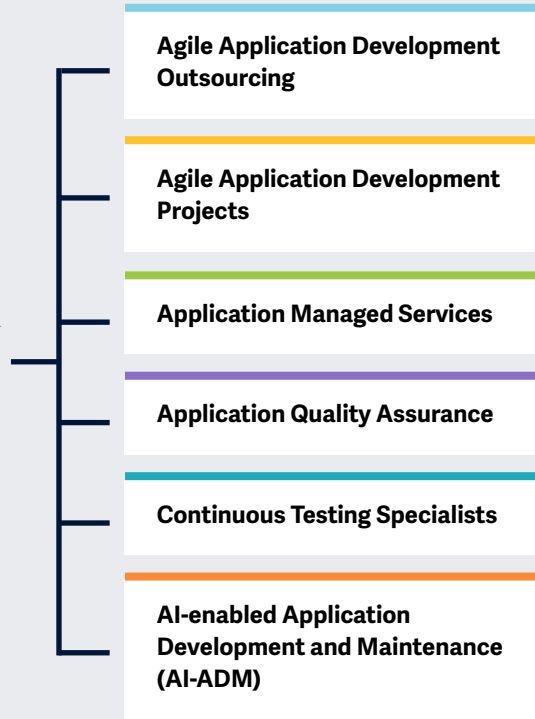 Agile Application Development
Outsourcing
Agile Application Development
Projects
Application Managed Services
Application Quality Assurance
Continuous Testing Specialists
AI-enabled Application
Development and Maintenance
(AI-ADM)